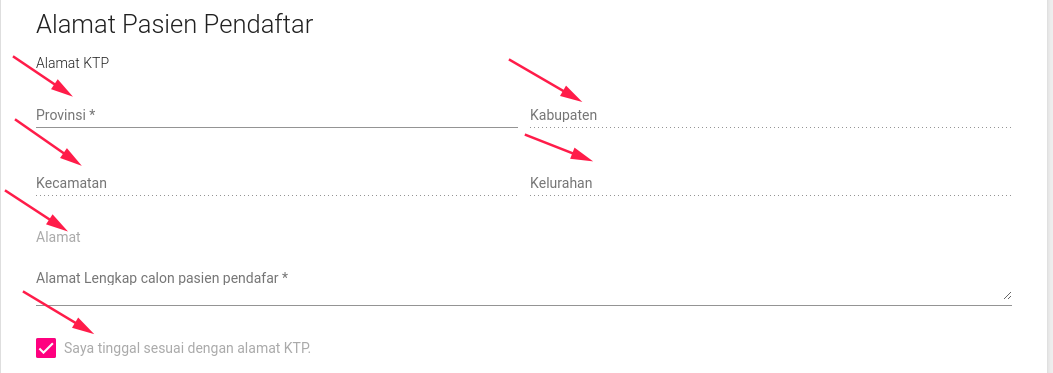 Alamat Pasien Pendaftar
Alamat KTP
Provinsi *
Kabupaten
Kecamatan
Kelurahan
Alamat
Alamat Lengkap calon pasien pendafar *
Saya tinggal sesuai dengan alamat KTP.